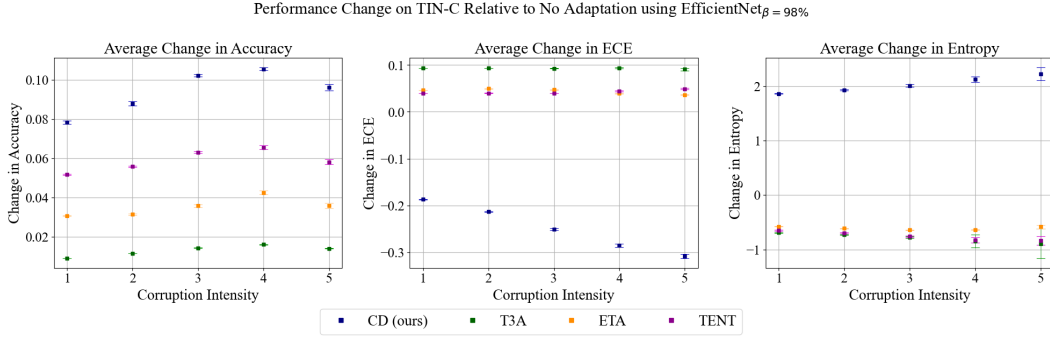 Performance Change on TIN-C Relative to No Adaptation using EfficientNetβ = 98%
Average Change in Accuracy
Change in Accuracy
0.10
0.08
0.06
0.04
0.02
1 2 3 4 5
Corruption Intensity
Average Change in ECE
Change in ECE
0.1
0.0
−0.1
−0.2
−0.3
1 2 3 4 5
Corruption Intensity
Average Change in Entropy
Change in Entropy
2
1
0
−1
1 2 3 4 5
Corruption Intensity
CD (ours) T3A ETA TENT